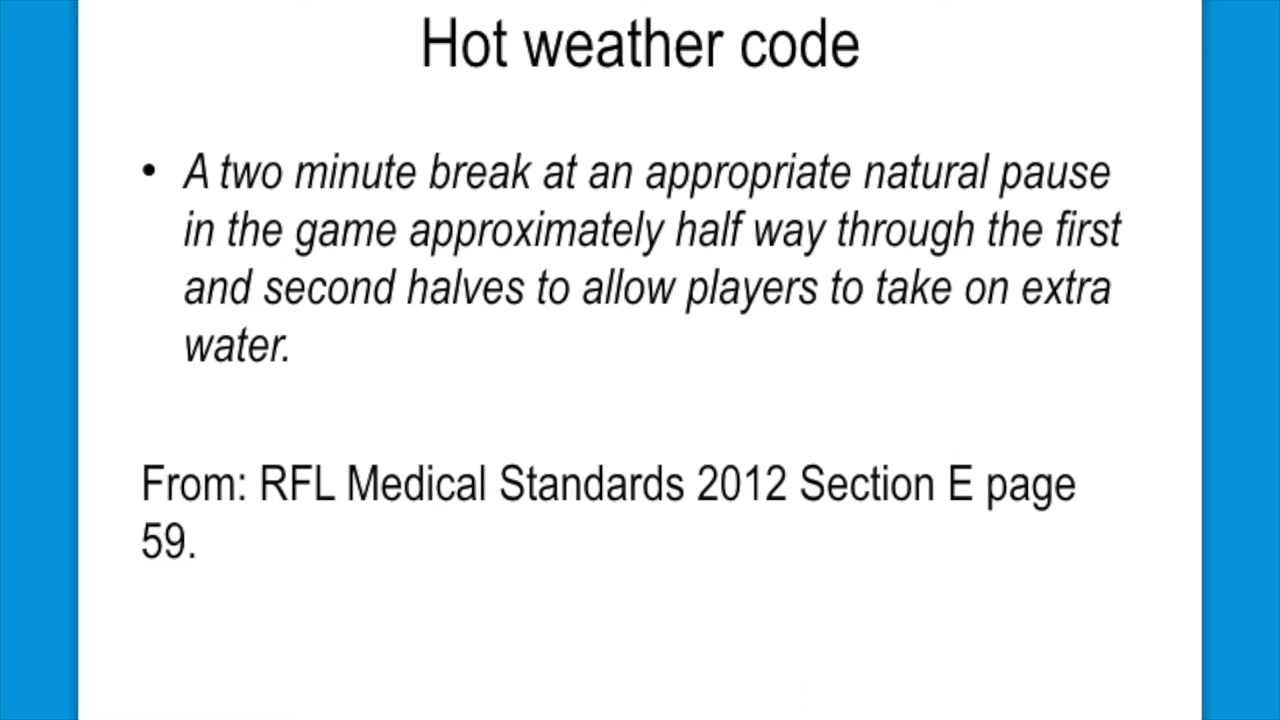 Hot weather code
• A two minute break at an appropriate natural pause
in the game approximately half way through the first
and second halves to allow players to take on extra
water.
From: RFL Medical Standards 2012 Section E page
59.